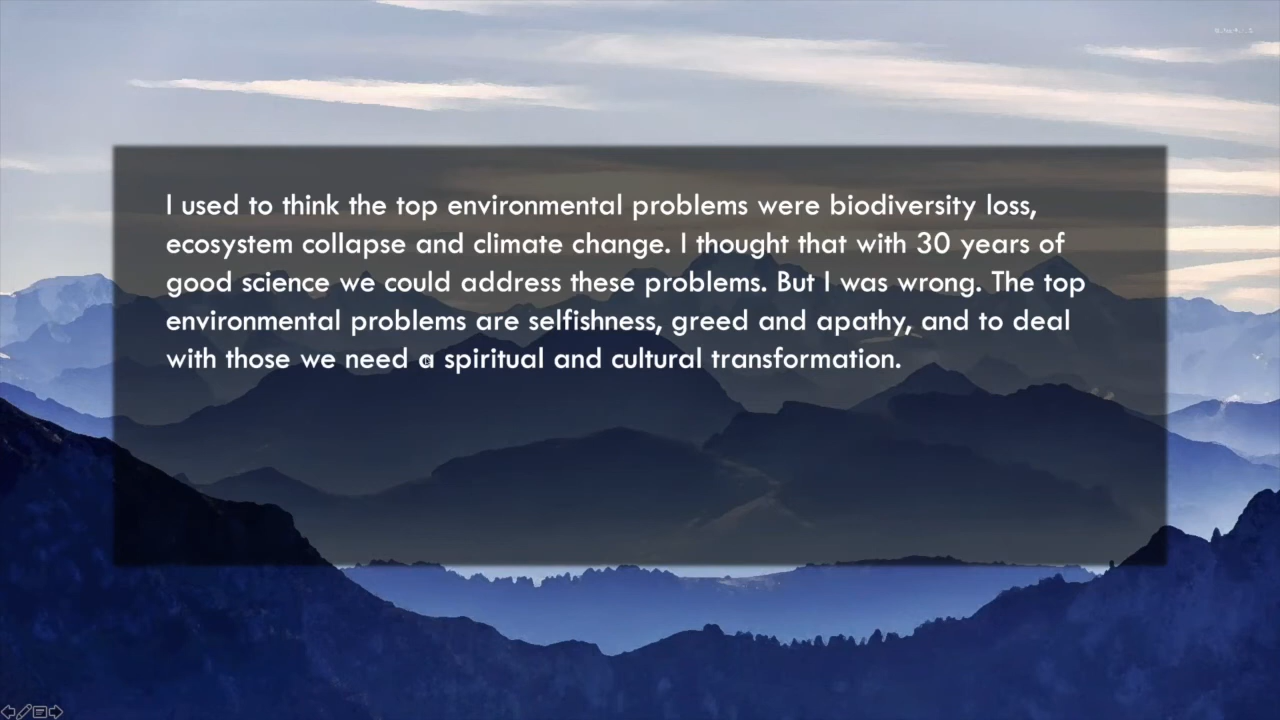 I used to think the top environmental problems were biodiversity loss,
ecosystem collapse and climate change. I thought that with 30 years of
good science we could address these problems. But I was wrong. The top
environmental problems are selfishness, greed and apathy, and to deal
with those we need a spiritual and cultural transformation.